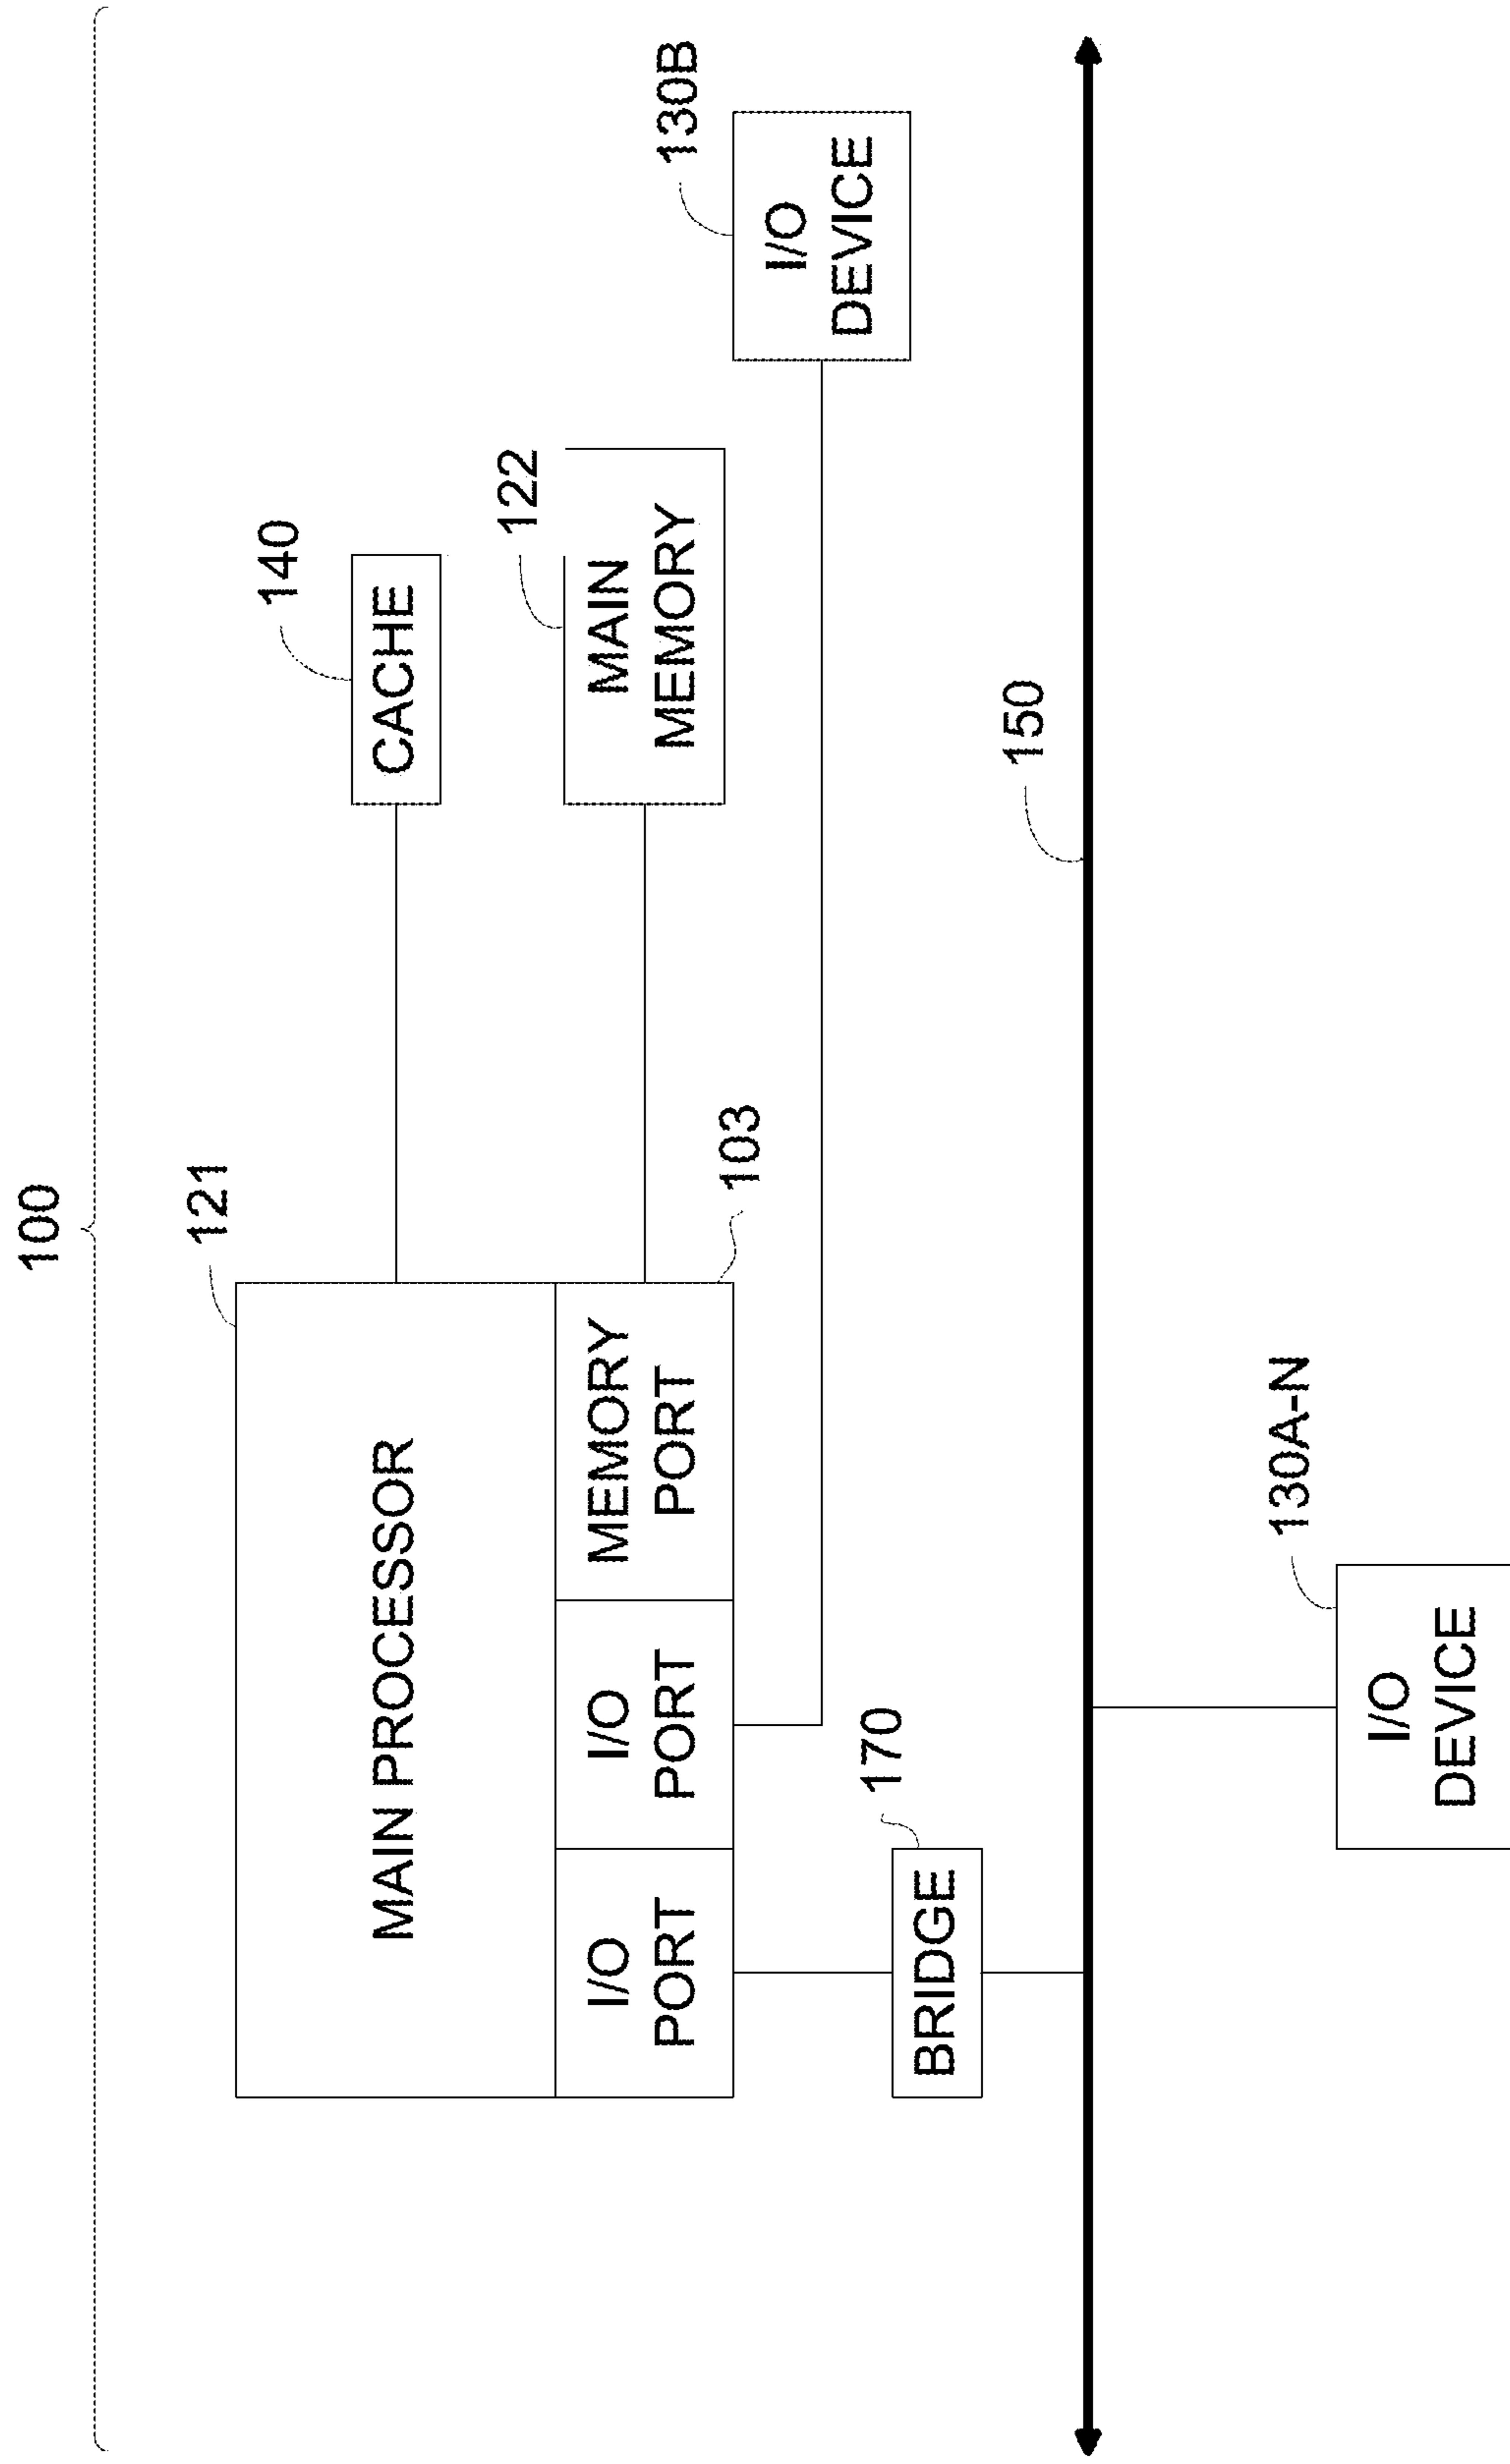 100
121
140
CACHE
122
MAIN
MEMORY
130B
I/O
DEVICE
MAIN PROCESSOR
I/O
PORT
I/O
PORT
MEMORY
PORT
103
170
BRIDGE
150
130A-N
I/O
DEVICE